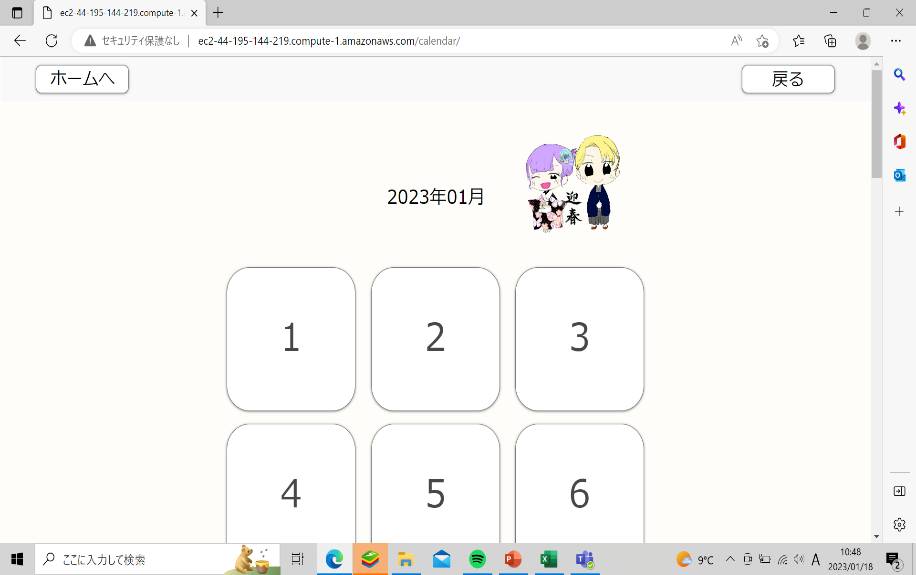 ec2-44-195-144-219.compute-1.
セキュリティ保護なし | ec2-44-195-144-219.compute-1.amazonaws.com/calendar/
ホームへ
戻る
2023年01月
迎春
1 2 3
4 5 6
ここに入力して検索
9°C
A
10:48
2023/01/18
2